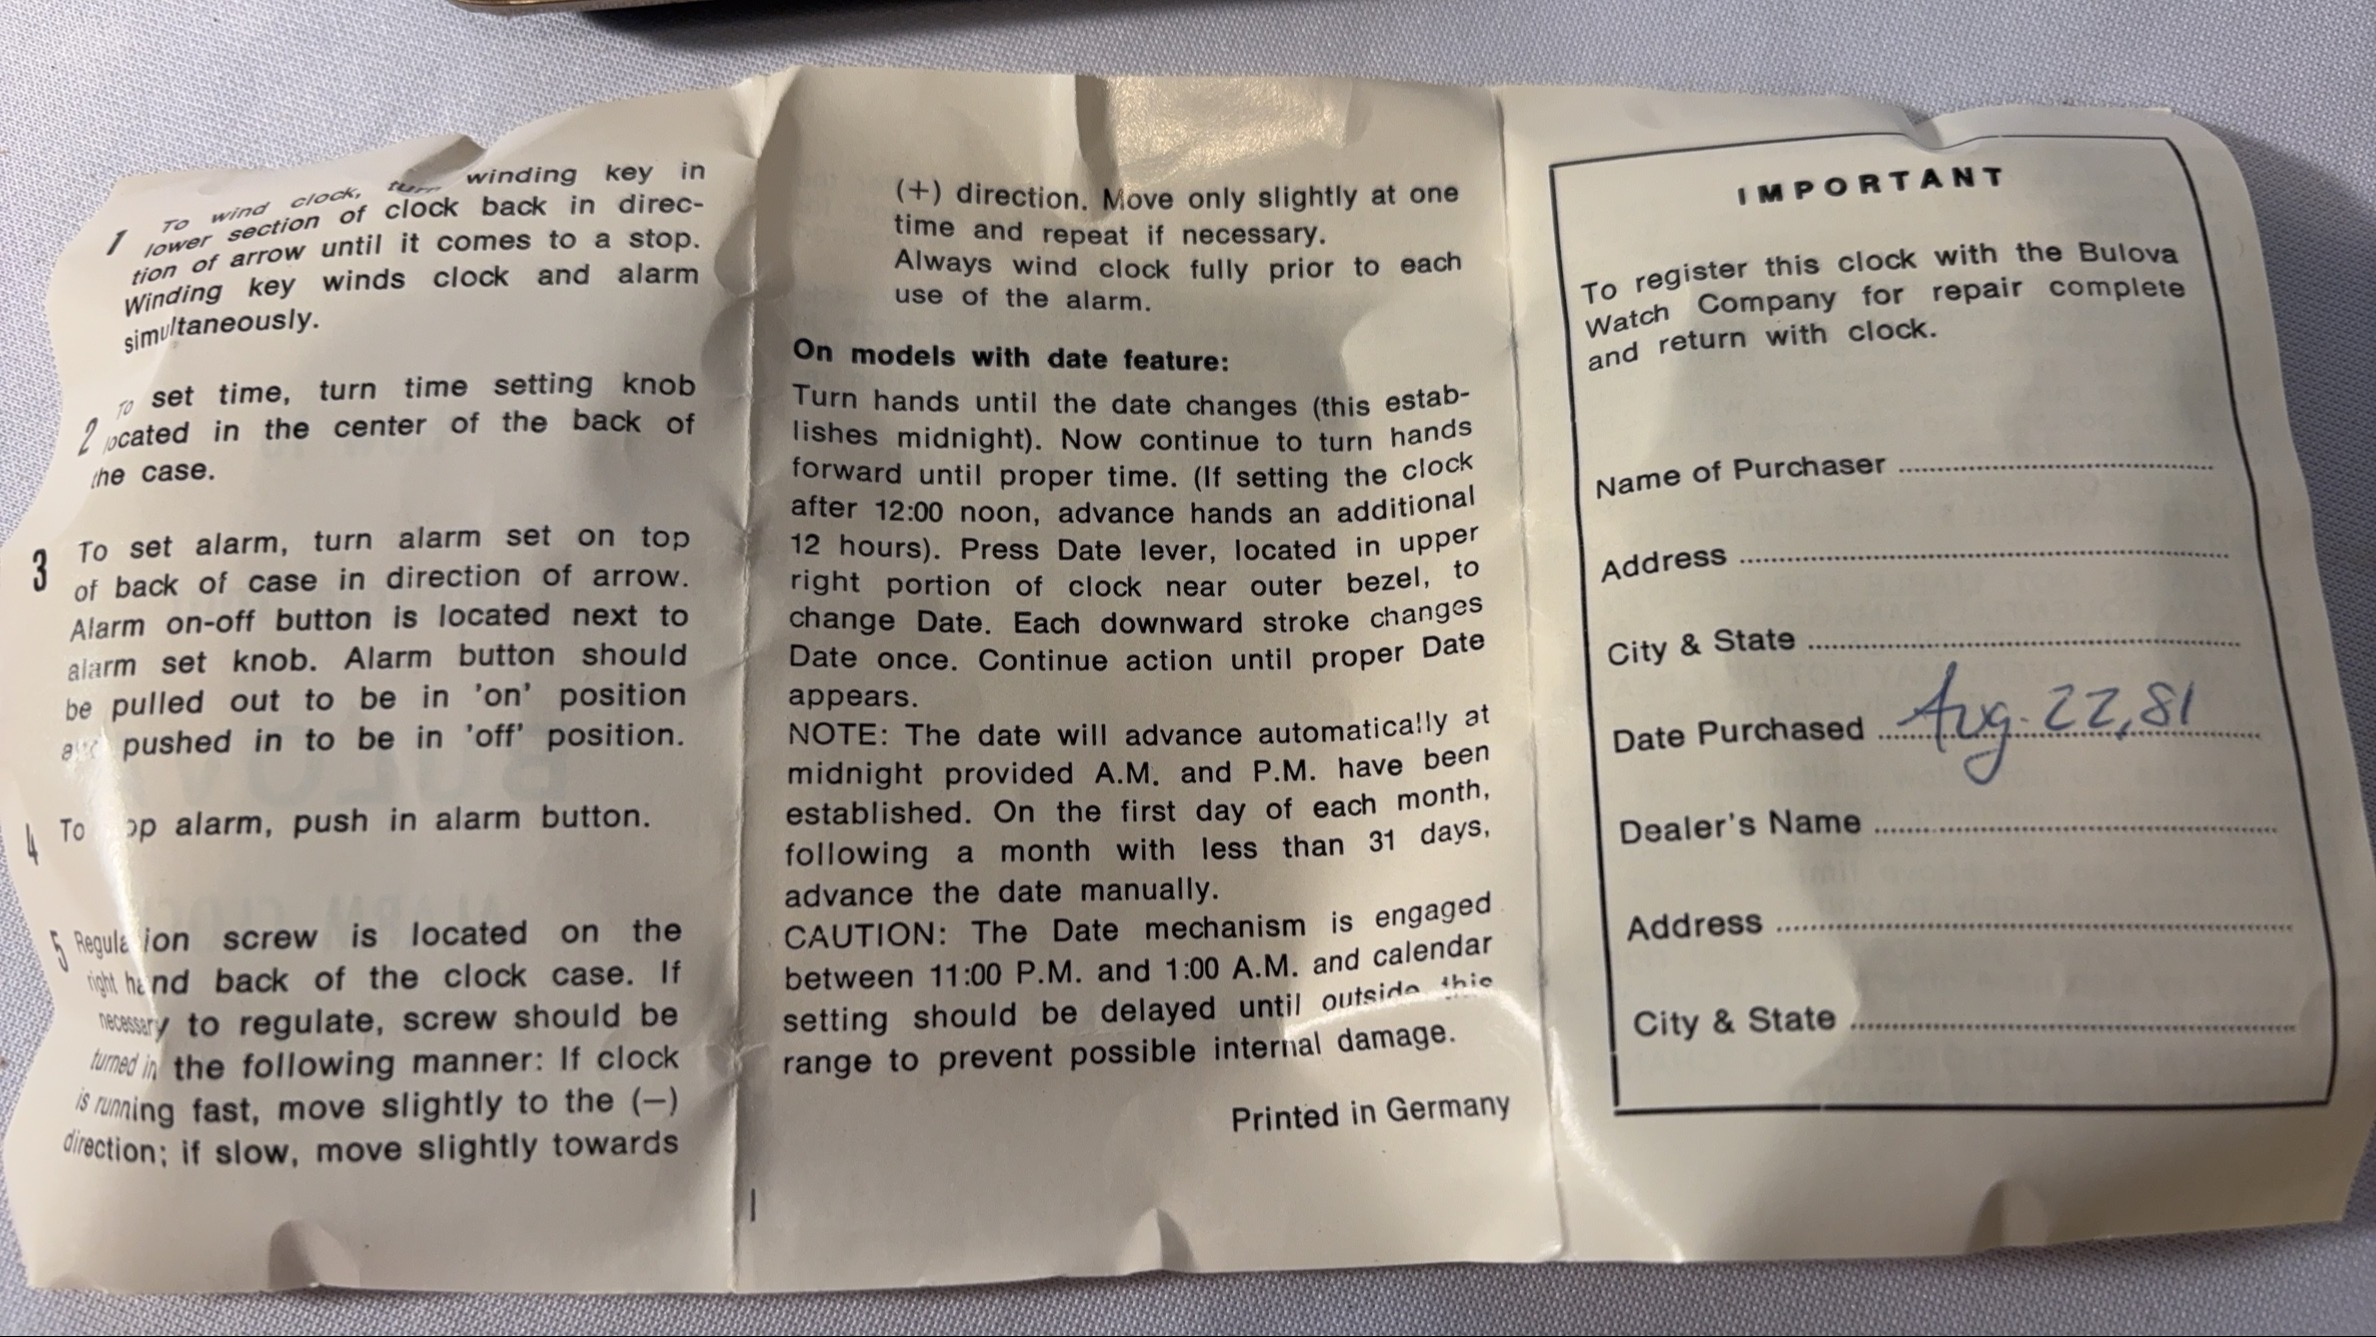 1 To wind clock, turn winding key in
lower section of clock back in direc-
tion of arrow until it comes to a stop.
Winding key winds clock and alarm
simultaneously.
2 To set time, turn time setting knob
located in the center of the back of
the case.
3 To set alarm, turn alarm set on top
of back of case in direction of arrow.
Alarm on-off button is located next to
alarm set knob. Alarm button should
be pulled out to be in 'on' position
and pushed in to be in 'off' position.
4 To alarm, push in alarm button.
5 Regulation screw is located on the
right hand back of the clock case. If
necessary to regulate, screw should be
turned in the following manner: If clock
is running fast, move slightly to the (−)
direction; if slow, move slightly towards
(+) direction. Move only slightly at one
time and repeat if necessary.
Always wind clock fully prior to each
use of the alarm.
On models with date feature:
Turn hands until the date changes (this estab-
lishes midnight). Now continue to turn hands
forward until proper time. (If setting the clock
after 12:00 noon, advance hands an additional
12 hours). Press Date lever, located in upper
right portion of clock near outer bezel, to
change Date. Each downward stroke changes
Date once. Continue action until proper Date
appears.
NOTE: The date will advance automatically at
midnight provided A.M. and P.M. have been
established. On the first day of each month,
following a month with less than 31 days,
advance the date manually.
CAUTION: The Date mechanism is engaged
between 11:00 P.M. and 1:00 A.M. and calendar
setting should be delayed until outside this
range to prevent possible internal damage.
Printed in Germany
IMPORTANT
To register this clock with the Bulova
Watch Company for repair complete
and return with clock.
Name of Purchaser
Address
City & State
Date Purchased Aug. 22, 81
Dealer's Name
Address
City & State